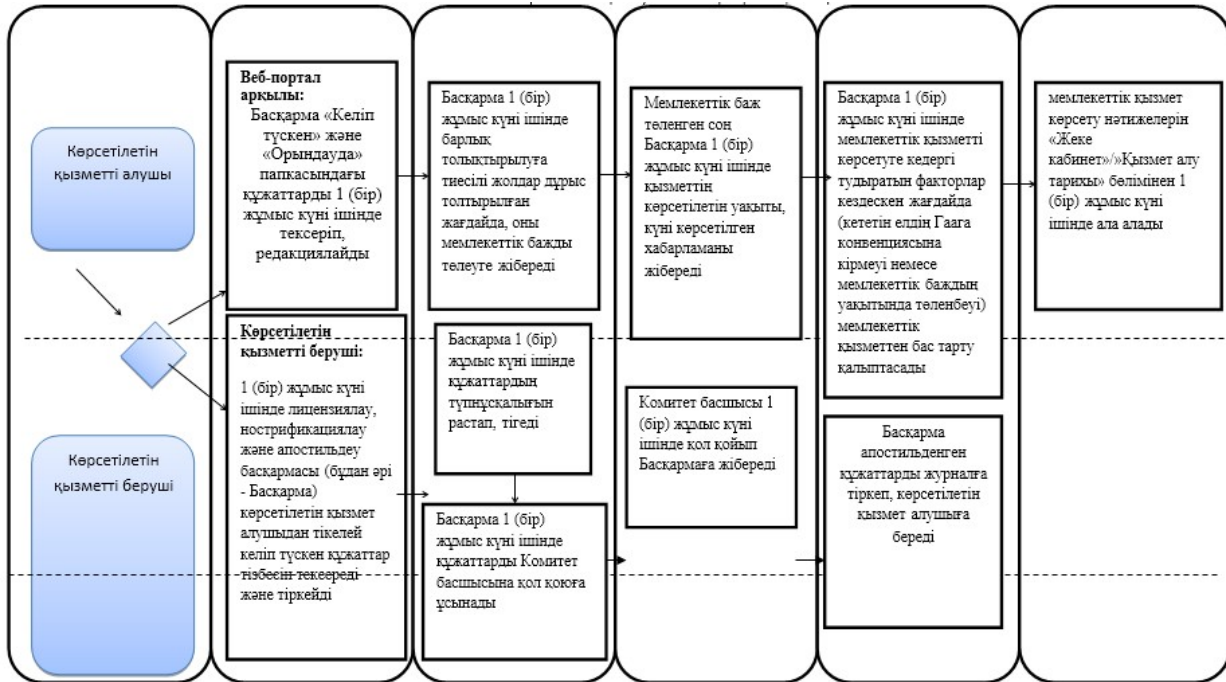 Көрсетілетін
қызметті алушы
Көрсетілетін
қызметті беруші
Веб-портал
арқылы:
Басқарма «Келіп
түскен» және
«Орындауда»
папкасындағы
құжаттарды 1 (бір)
жұмыс күні ішінде
тексеріп,
редакциялайды
Көрсетілетін
қызметті беруші:
1 (бір) жұмыс күні
ішінде лицензиялау,
нострификациялау
және апостильдеу
басқармасы (бұдан әрі
- Басқарма)
көрсетілетін қызмет
алушыдан тікелей
келіп түскен құжаттар
тізбесін
және тіркейді
Басқарма 1 (бір)
жұмыс күні ішінде
барлық
толықтырылуға
тиесілі жолдар дұрыс
толтырылған
жағдайда, оны
мемлекеттік бажды
төлеуге жібереді
Басқарма 1 (бір)
жұмыс күні ішінде
құжаттардың
түпнұсқалығын
растап, тігеді
Басқарма 1 (бір)
жұмыс күні ішінде
құжаттарды Комитет
басшысына қол қоюға
ұсынады
Мемлекеттік баж
төленген соң
Басқарма 1 (бір)
жұмыс күні ішінде
қызметтін
көрсетілетін уақыты,
күні көрсетілген
хабарламаны
жібереді
Комитет басшысы 1
(бір) жұмыс күні
ішінде қол қойып
Басқармаға жібереді
Басқарма 1 (бір)
жұмыс күні ішінде
мемлекеттік қызметті
көрсетуге кедергі
тудыратын факторлар
кездескен жағдайда
(кететін елдің Гаага
конвенциясына
кірмеуі немесе
мемлекеттік баждың
уақытында төленбеуі)
мемлекеттік
қызметтен бас тарту
қалыптасады
Басқарма
апостильденген
құжаттарды журналға
тіркеп, көрсетілетін
қызмет алушыға
береді
мемлекеттік қызмет
көрсету нәтижелерін
«Жеке
кабинет»/»Қызмет алу
тарихы» бөлімінен 1
(бір) жұмыс күні
ішінде ала алады